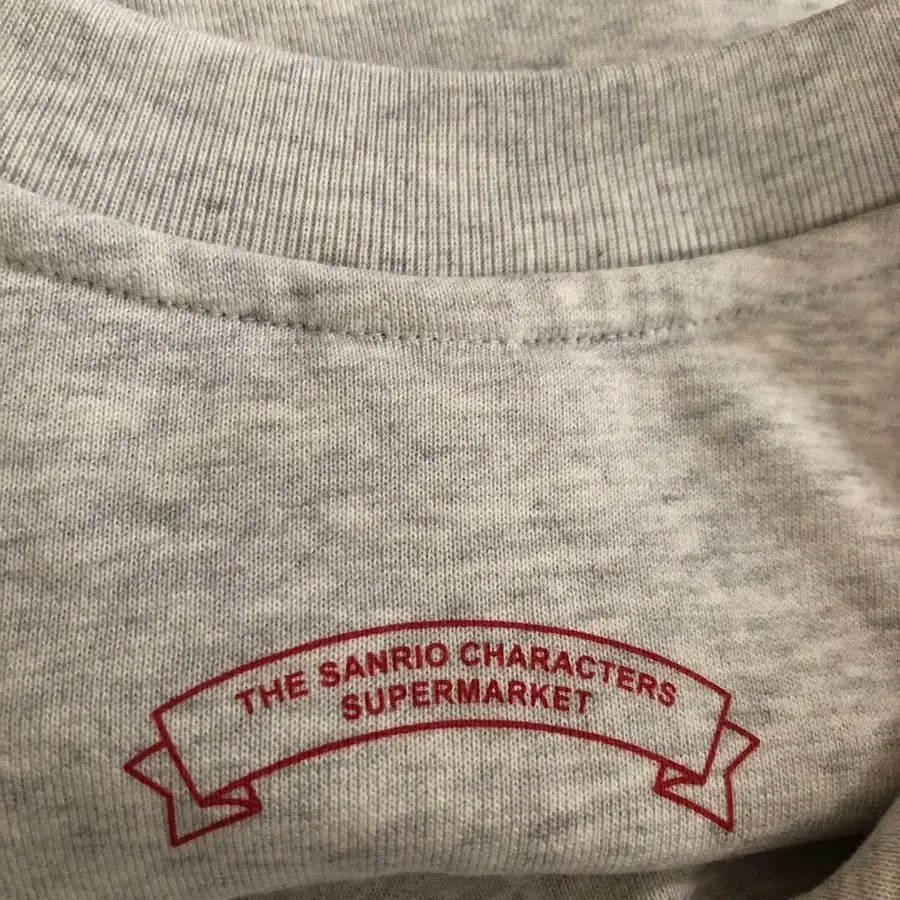 THE SANRIO CHARACTERS
SUPERMARKET